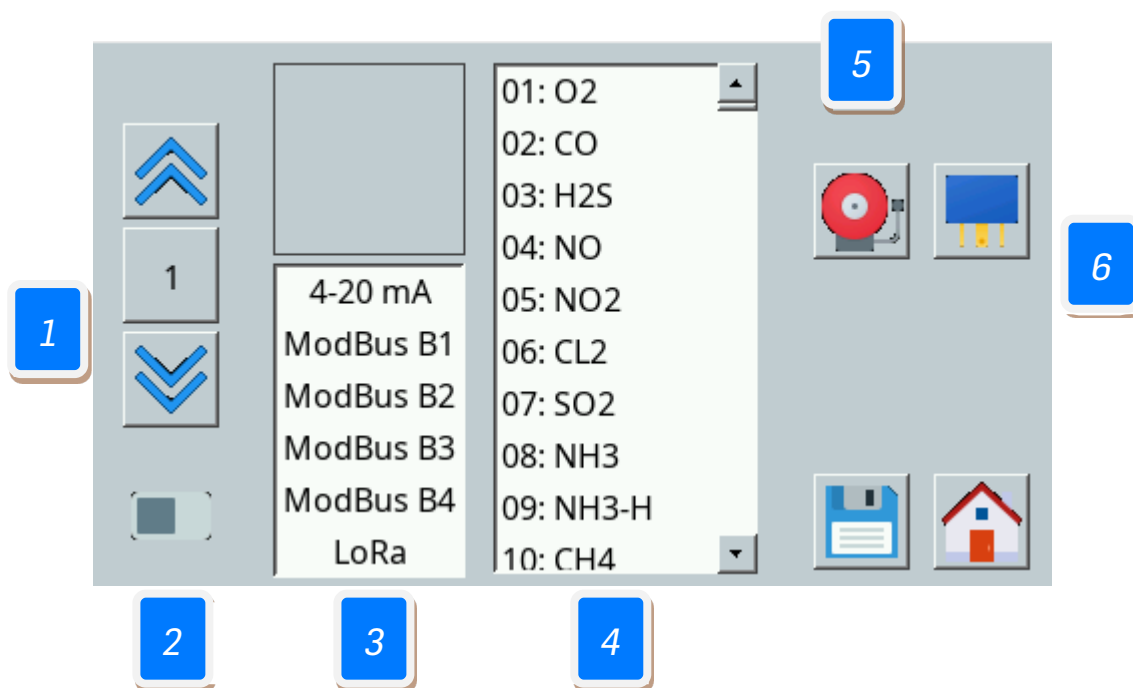 5
01: O2
02: CO
03: H2S
04: NO
05: NO2
06: CL2
07: SO2
08: NH3
09: NH3-H
10: CH4
1
4-20 mA
ModBus B1
ModBus B2
ModBus B3
ModBus B4
LoRa
1
6
2
3
4